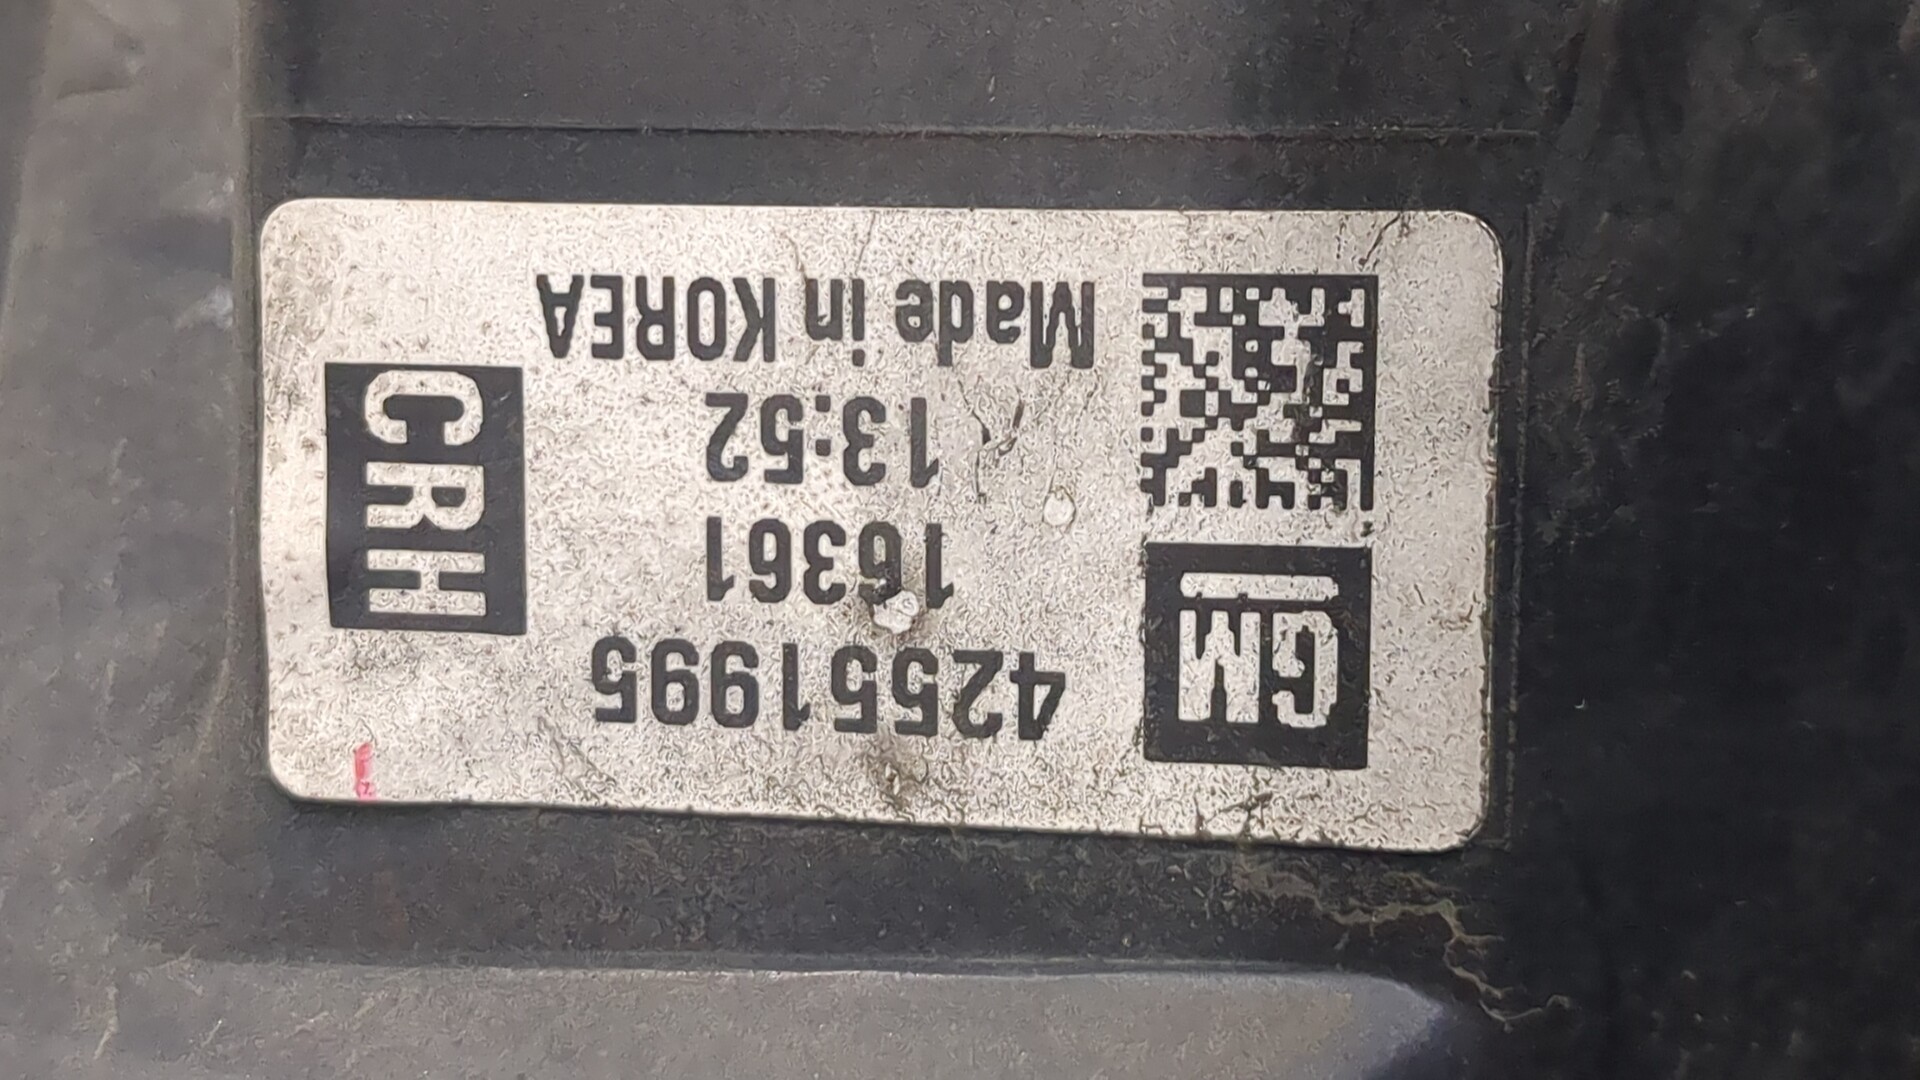 GM
42551995
16361
13:52
Made in KOREA
CRH